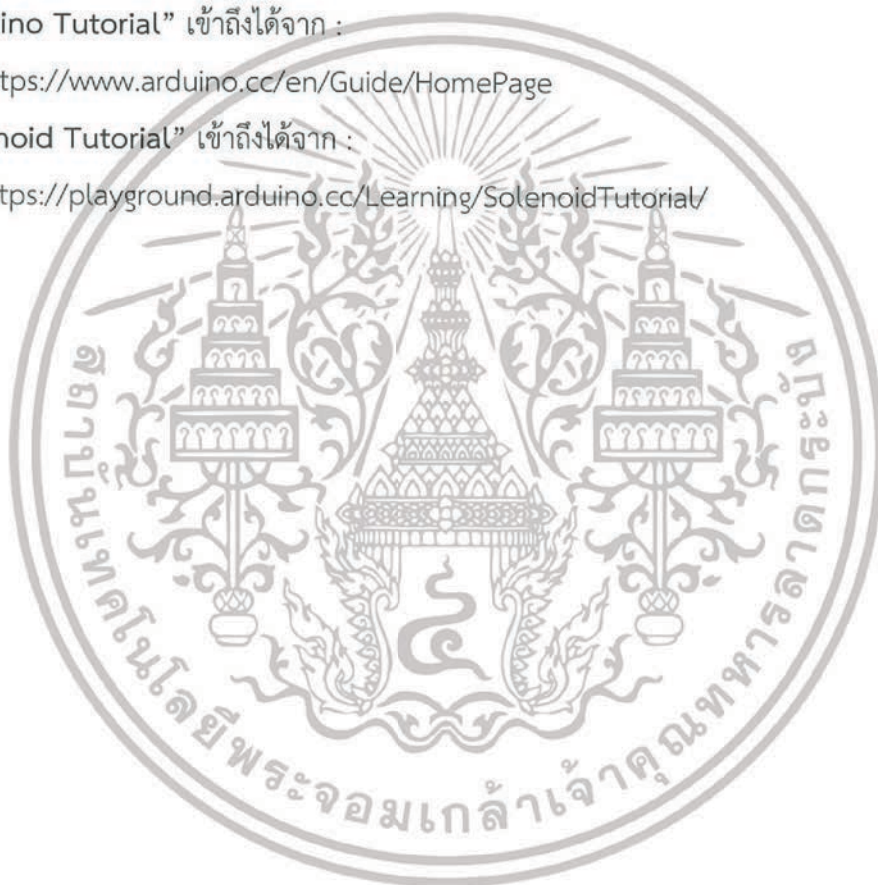 ino Tutorial” เข้าถึงได้จาก :
tps://www.arduino.cc/en/Guide/HomePage
noid Tutorial” เข้าถึงได้จาก :
tps://playground.arduino.cc/Learning/SolenoidTutorial/
สถาบันเทคโนโลยีพระจอมเกล้าเจ้าคุณทหารลาดกระบัง
๔